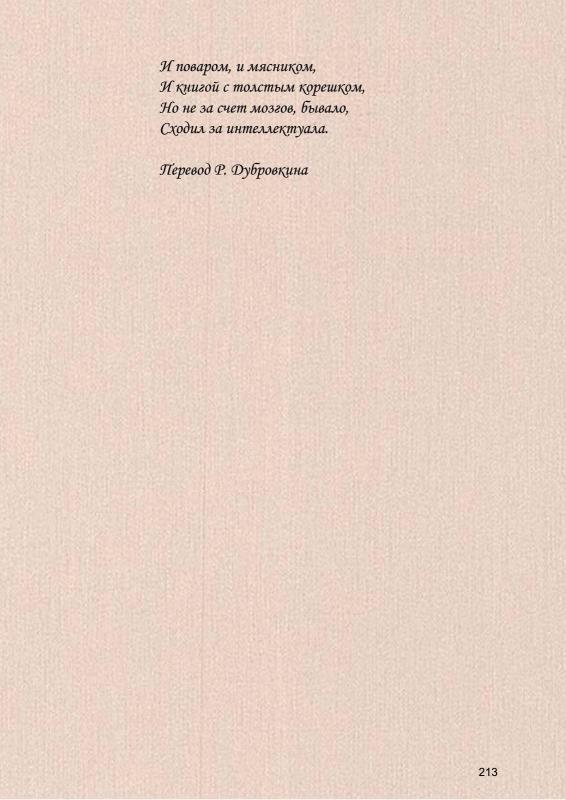 И поваром, и мясником,
И книгой с толстым корешком,
Но не за счет мозгов, бывало,
Сходил за интеллектуала.
Перевод Р. Дубровкина
213